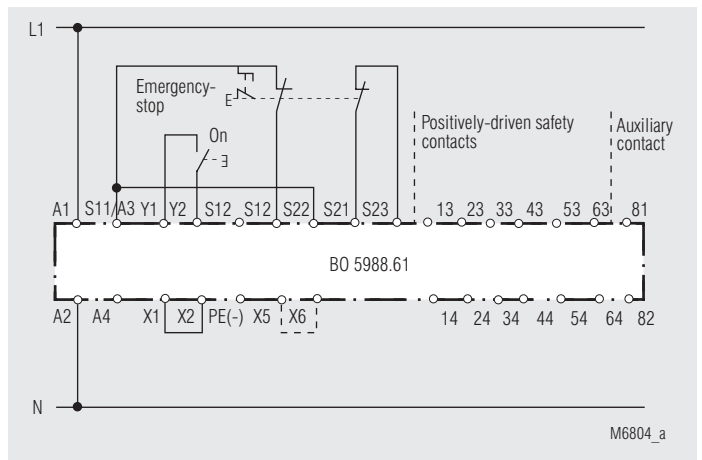 L1
Emergency-
stop
E
On
E
Positively-driven safety
contacts
Auxiliary
contact
A1 S11/A3 Y1 Y2 S12 S12 S22 S21 S23 13 23 33 43 53 63 81
BO 5988.61
A2 A4 X1 X2 PE(-) X5 X6 14 24 34 44 54 64 82
N
M6804_a